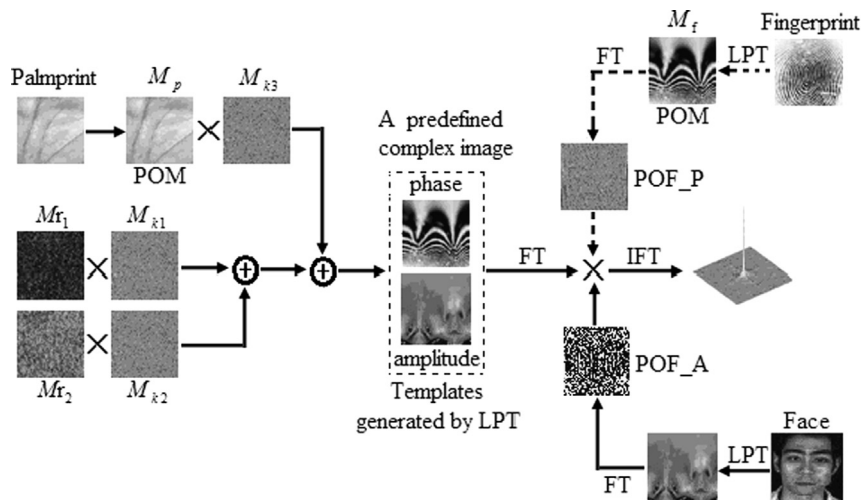 Palmprint
M_p
M_k3
POM
Mr_1
M_k1
Mr_2
M_k2
A predefined
complex image
phase
amplitude
Templates
generated by LPT
FT
M_f
LPT
Fingerprint
FT
POM
POF_P
IFT
POF_A
Face
LPT
FT